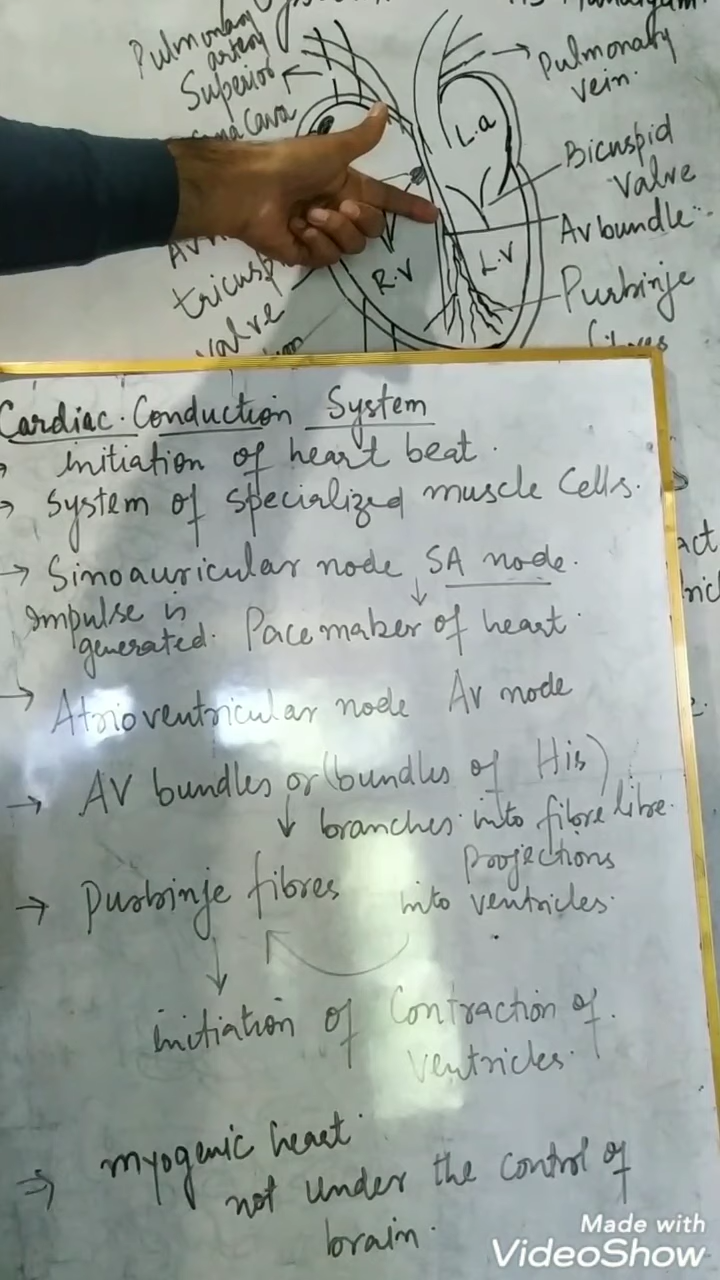 Pulmonary
artery
Superior
Cava
Pulmonary
vein.
L.a
Bicuspid
valve
Av bundle
tricusp
valve
R.V
L.V
Purkinje
fibres
Cardiac Conduction System
→ initiation of heart beat.
→ System of specialized muscle cells.
→ Sinoauricular node SA node.
impulse is
generated. Pacemaker of heart.
→ Atrioventricular node AV node
→ AV bundles or (bundles of His)
↓ branches into fibre like
projections
→ Purkinje fibres into ventricles.
initiation of contraction of
ventricles.
⇒ myogenic heart.
not under the control of
brain.
Made with
VideoShow